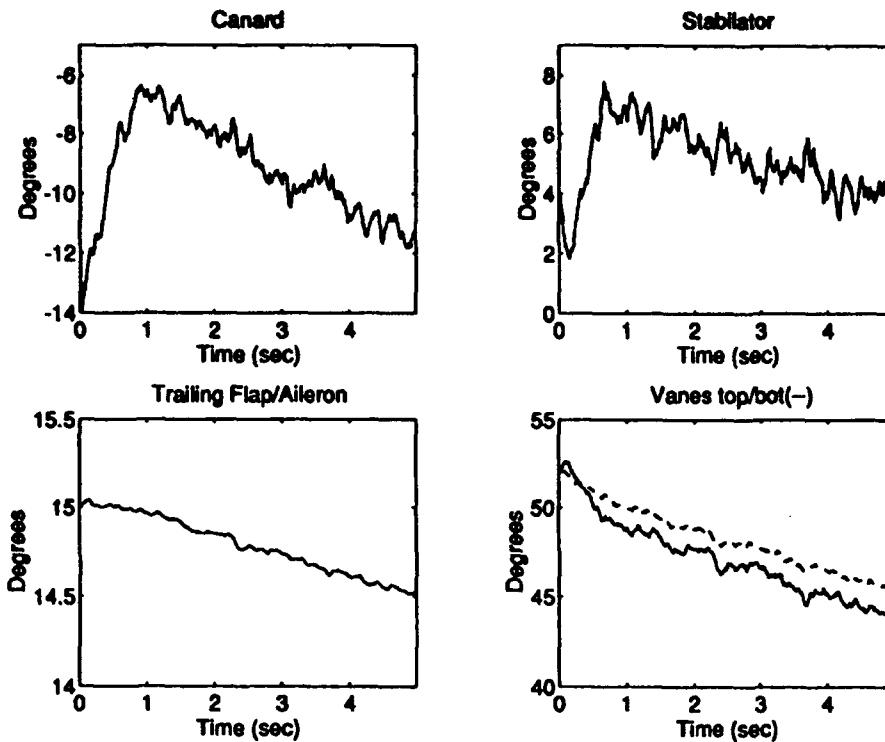 Canard
Degrees
-6
-8
-10
-12
-14
0 1 2 3 4
Time (sec)
Stabilator
Degrees
8
6
4
2
0
0 1 2 3 4
Time (sec)
Trailing Flap/Aileron
Degrees
15.5
15
14.5
14
0 1 2 3 4
Time (sec)
Vanes top/bot(--)
Degrees
55
50
45
40
0 1 2 3 4
Time (sec)